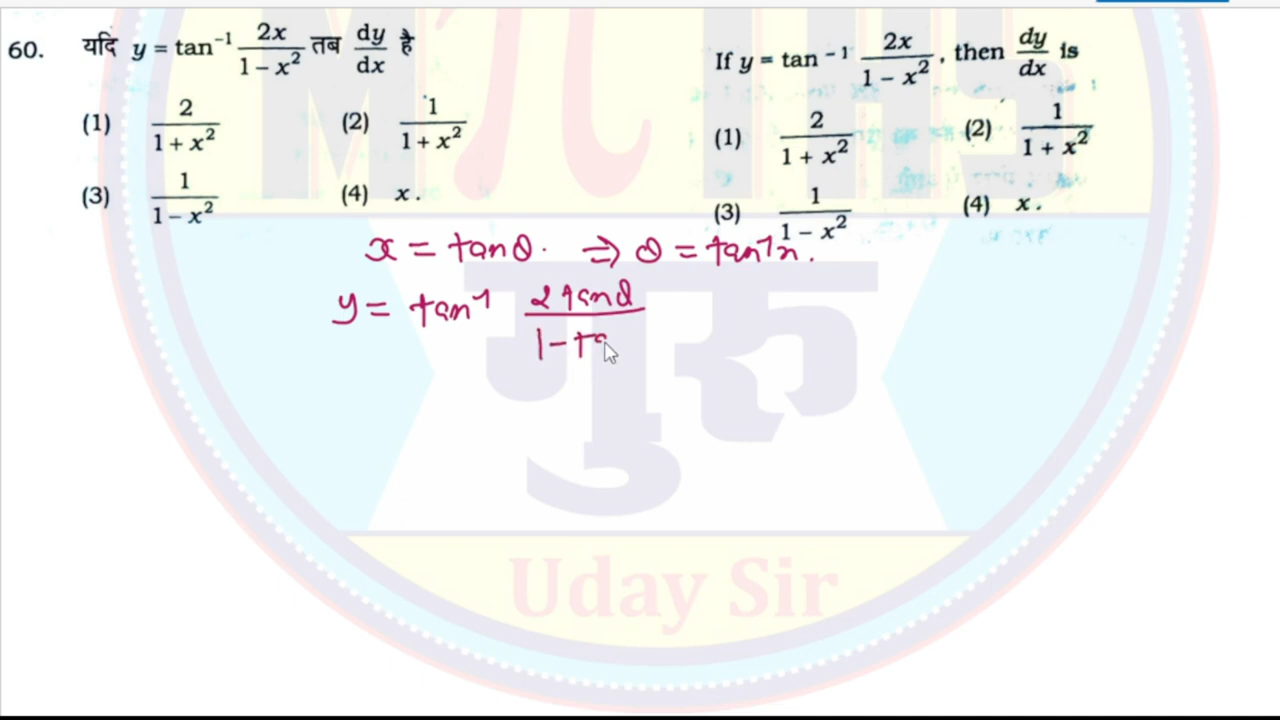 60. यदि y = tan⁻¹ 2x/(1 – x²) तब dy/dx है
(1) 2/(1 + x²) (2) 1/(1 + x²)
(3) 1/(1 – x²) (4) x .
If y = tan ⁻¹ 2x/(1 – x²) , then dy/dx is
(1) 2/(1 + x²) (2) 1/(1 + x²)
(3) 1/(1 – x²) (4) x .
x = tanθ. ⇒ θ = tan⁻¹x.
y = tan⁻¹ 2tanθ/(1–ta
MπTHS
गुरु
Uday Sir